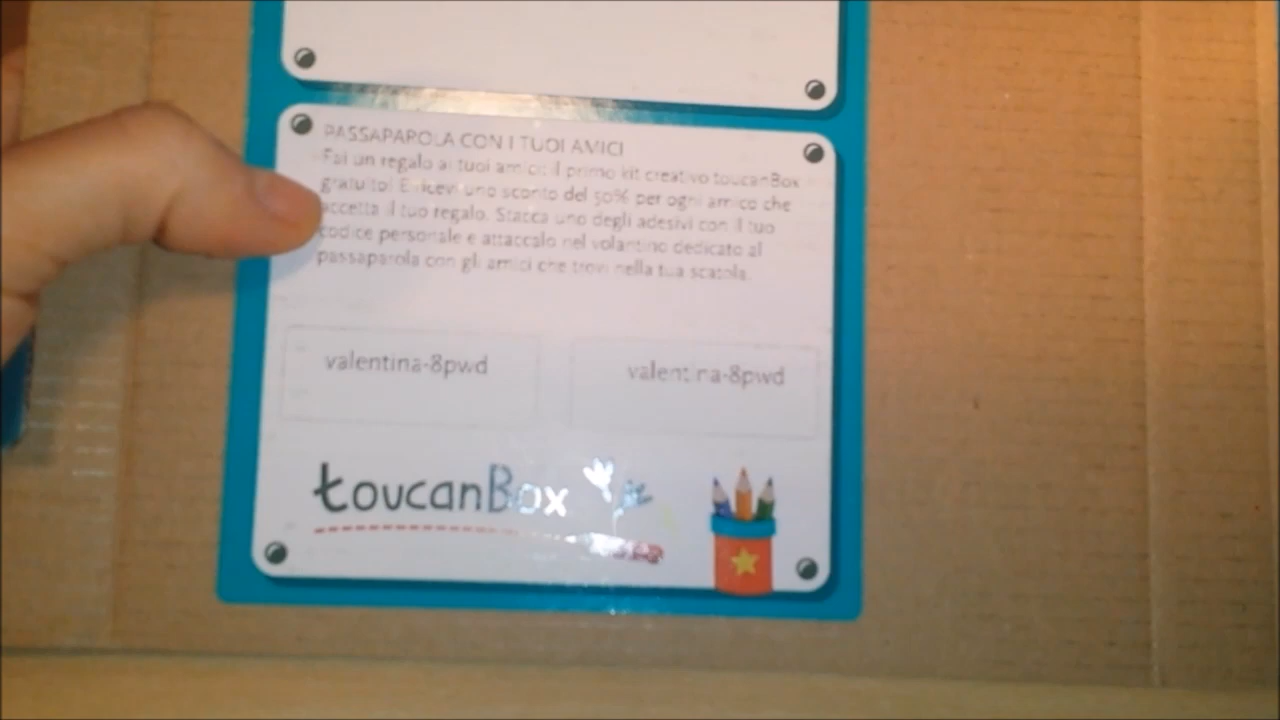 PASSAPAROLA CON I TUOI AMICI
Fai un regalo ai tuoi amici: il primo kit creativo toucanBox
gratuito! E ricevi uno sconto del 50% per ogni amico che
accetta il tuo regalo. Stacca uno degli adesivi con il tuo
codice personale e attaccalo nel volantino dedicato al
passaparola con gli amici che trovi nella tua scatola.
valentina-8pwd valentina-8pwd
toucanBox